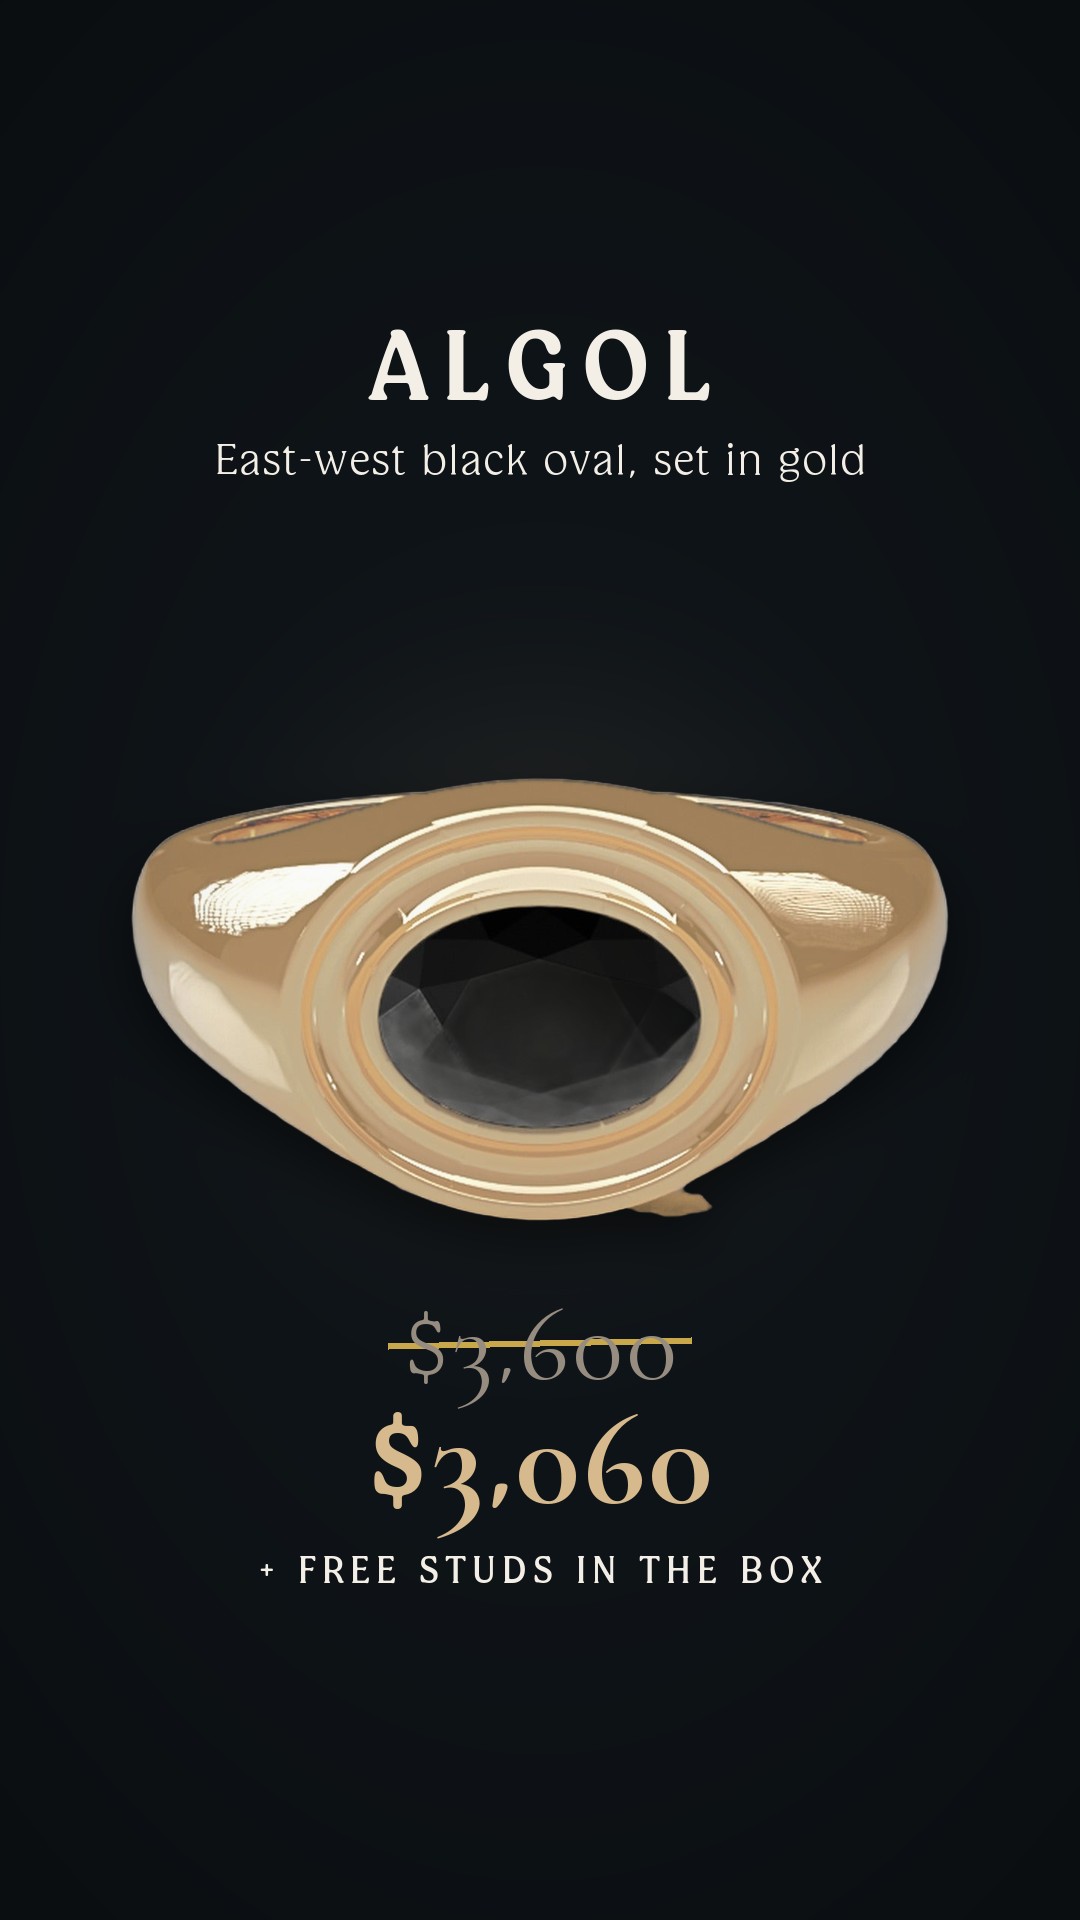 ALGOL
East-west black oval, set in gold
$3,600
$3,060
+ FREE STUDS IN THE BOX